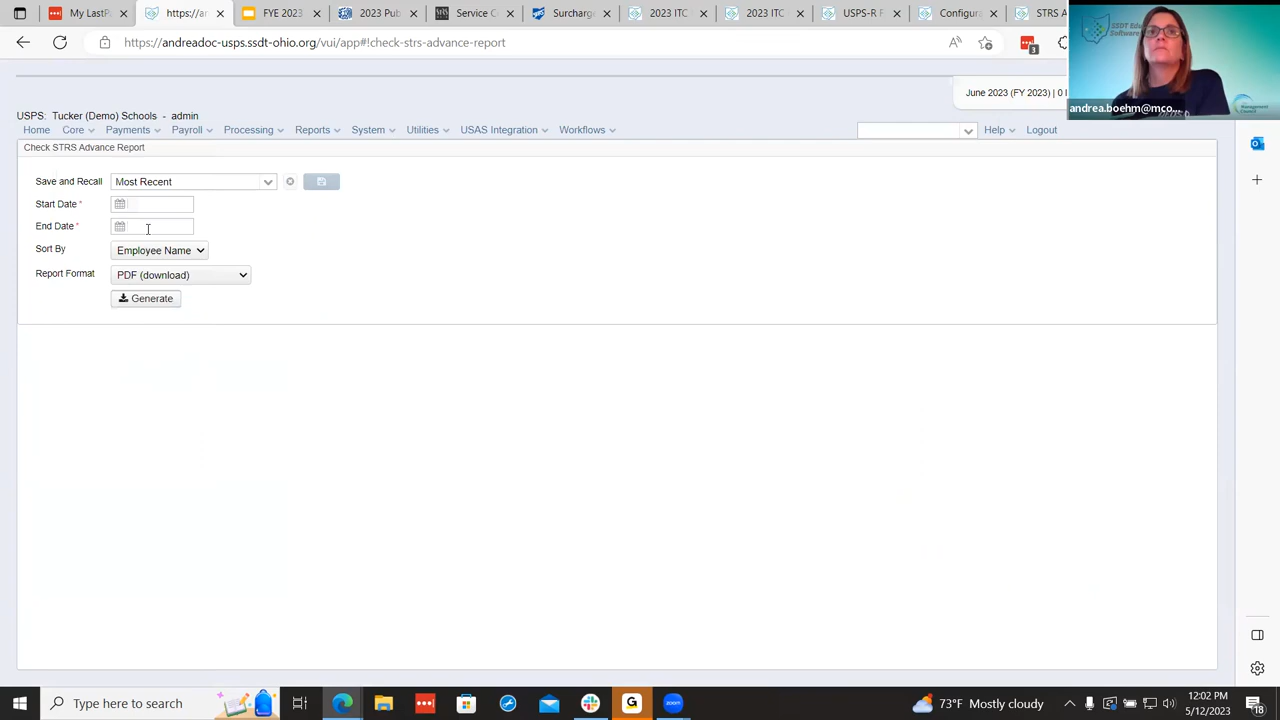 My LastP
https://ar
FYE 2023
2023 Pub
Service C
Surcharg
2023 ITC
2023 ITC
USPS-R F
Configura
STRS A
https://andreadoc-usps.ssdt-ohio.org/vui/app#!check-strs-advance-report
3
June 2023 (FY 2023) | 0
andrea.boehm@mco...
USPS: Tucker (Demo) Schools - admin
Home Core Payments Payroll Processing Reports System Utilities USAS Integration Workflows Help Logout
Check STRS Advance Report
Save and Recall Most Recent
Start Date *
End Date *
Sort By Employee Name
Report Format PDF (download)
Generate
Type here to search
73°F Mostly cloudy
12:02 PM
5/12/2023
18